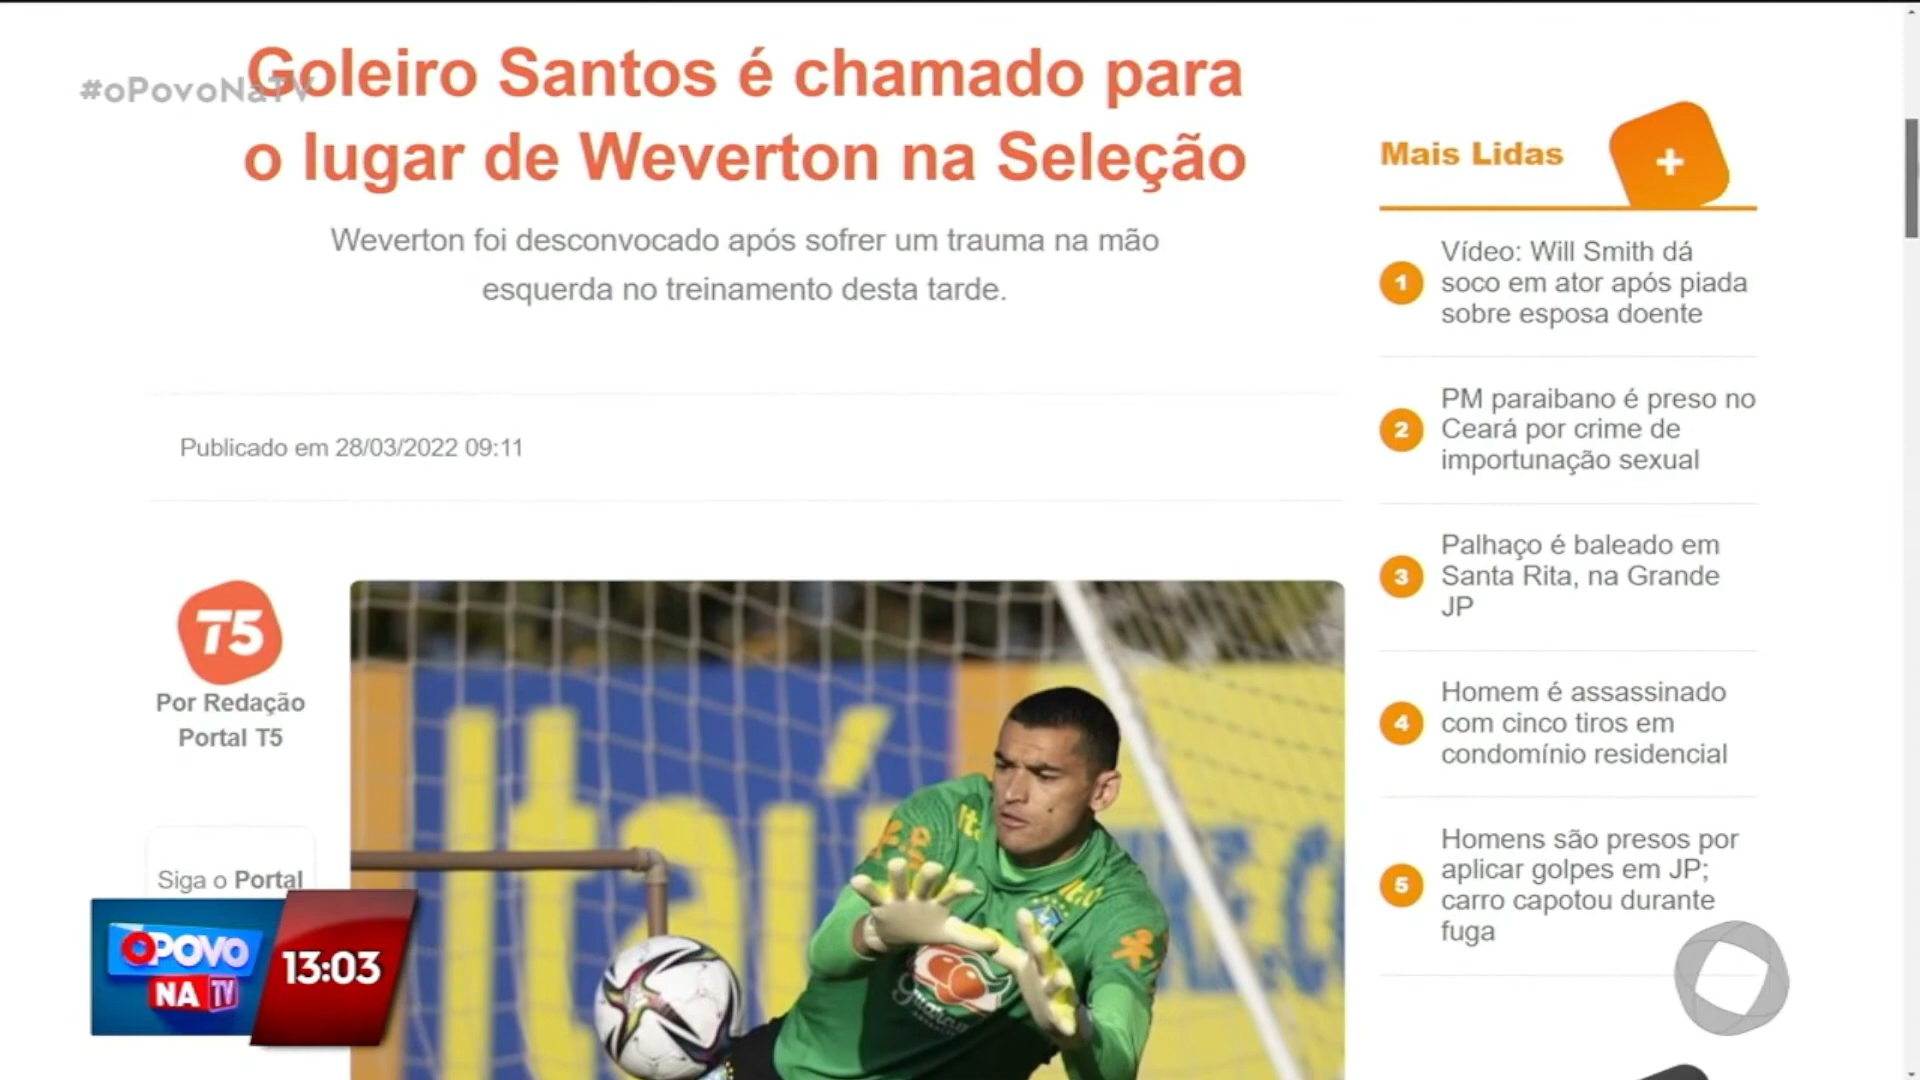 #oPovoNaTV
Goleiro Santos é chamado para
o lugar de Weverton na Seleção
Weverton foi desconvocado após sofrer um trauma na mão
esquerda no treinamento desta tarde.
Publicado em 28/03/2022 09:11
T5
Por Redação
Portal T5
Siga o Portal
Itaú
Itaú
Itaú
Guaraná
OPOVO
NA TV
13:03
Mais Lidas
+
1
Vídeo: Will Smith dá
soco em ator após piada
sobre esposa doente
2
PM paraibano é preso no
Ceará por crime de
importunação sexual
3
Palhaço é baleado em
Santa Rita, na Grande
JP
4
Homem é assassinado
com cinco tiros em
condomínio residencial
5
Homens são presos por
aplicar golpes em JP;
carro capotou durante
fuga